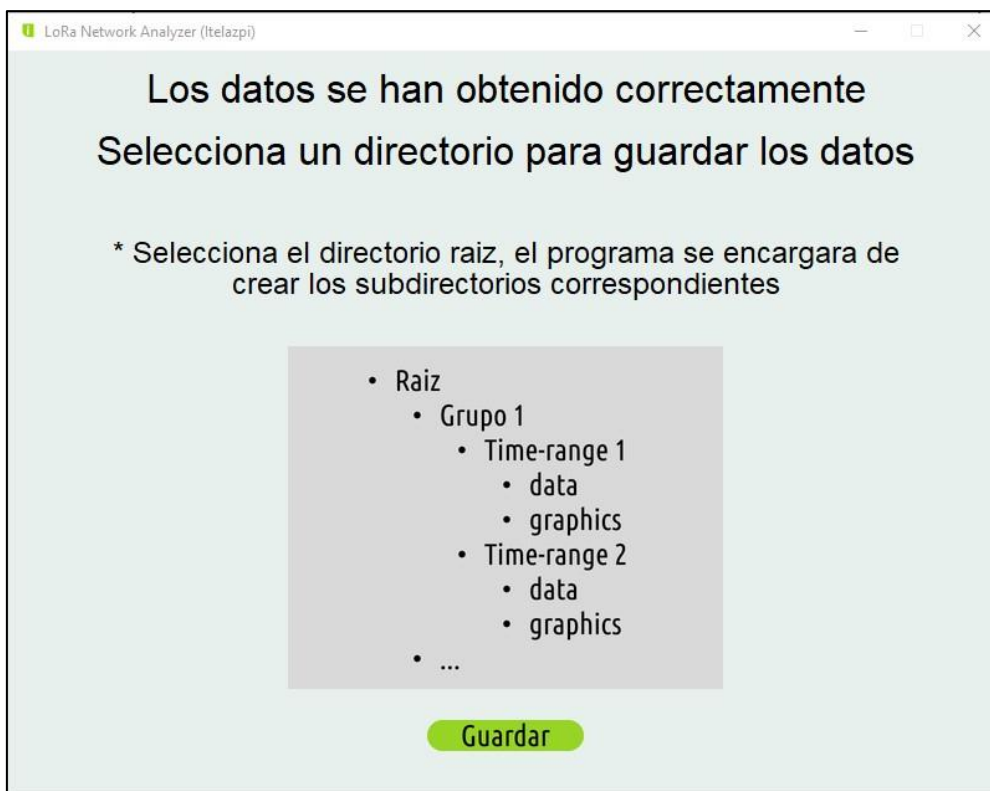 LoRa Network Analyzer (Itelazpi)
Los datos se han obtenido correctamente
Selecciona un directorio para guardar los datos
* Selecciona el directorio raiz, el programa se encargara de
crear los subdirectorios correspondientes
• Raiz
• Grupo 1
• Time-range 1
• data
• graphics
• Time-range 2
• data
• graphics
• ...
Guardar